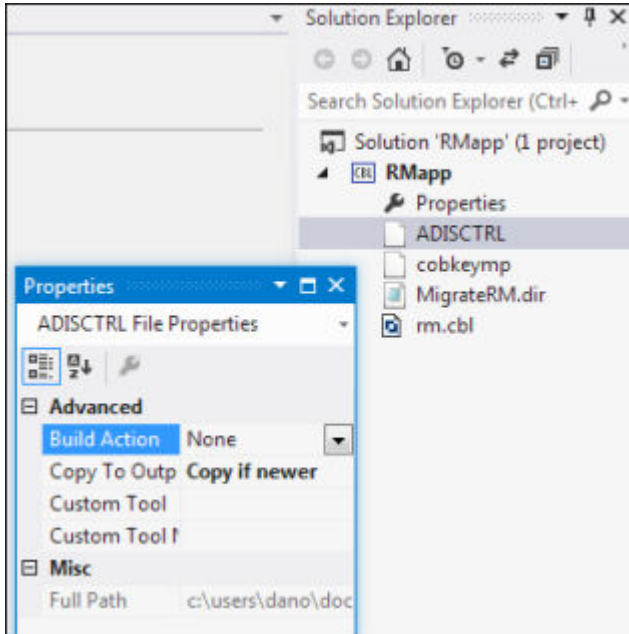 Solution Explorer
Search Solution Explorer (Ctrl+
Solution 'RMapp' (1 project)
CBL RMapp
Properties
ADISCTRL
cobkeymp
MigrateRM.dir
rm.cbl
Properties
ADISCTRL File Properties
Advanced
Build Action None
Copy To Outp Copy if newer
Custom Tool
Custom Tool N
Misc
Full Path c:\users\dano\doc